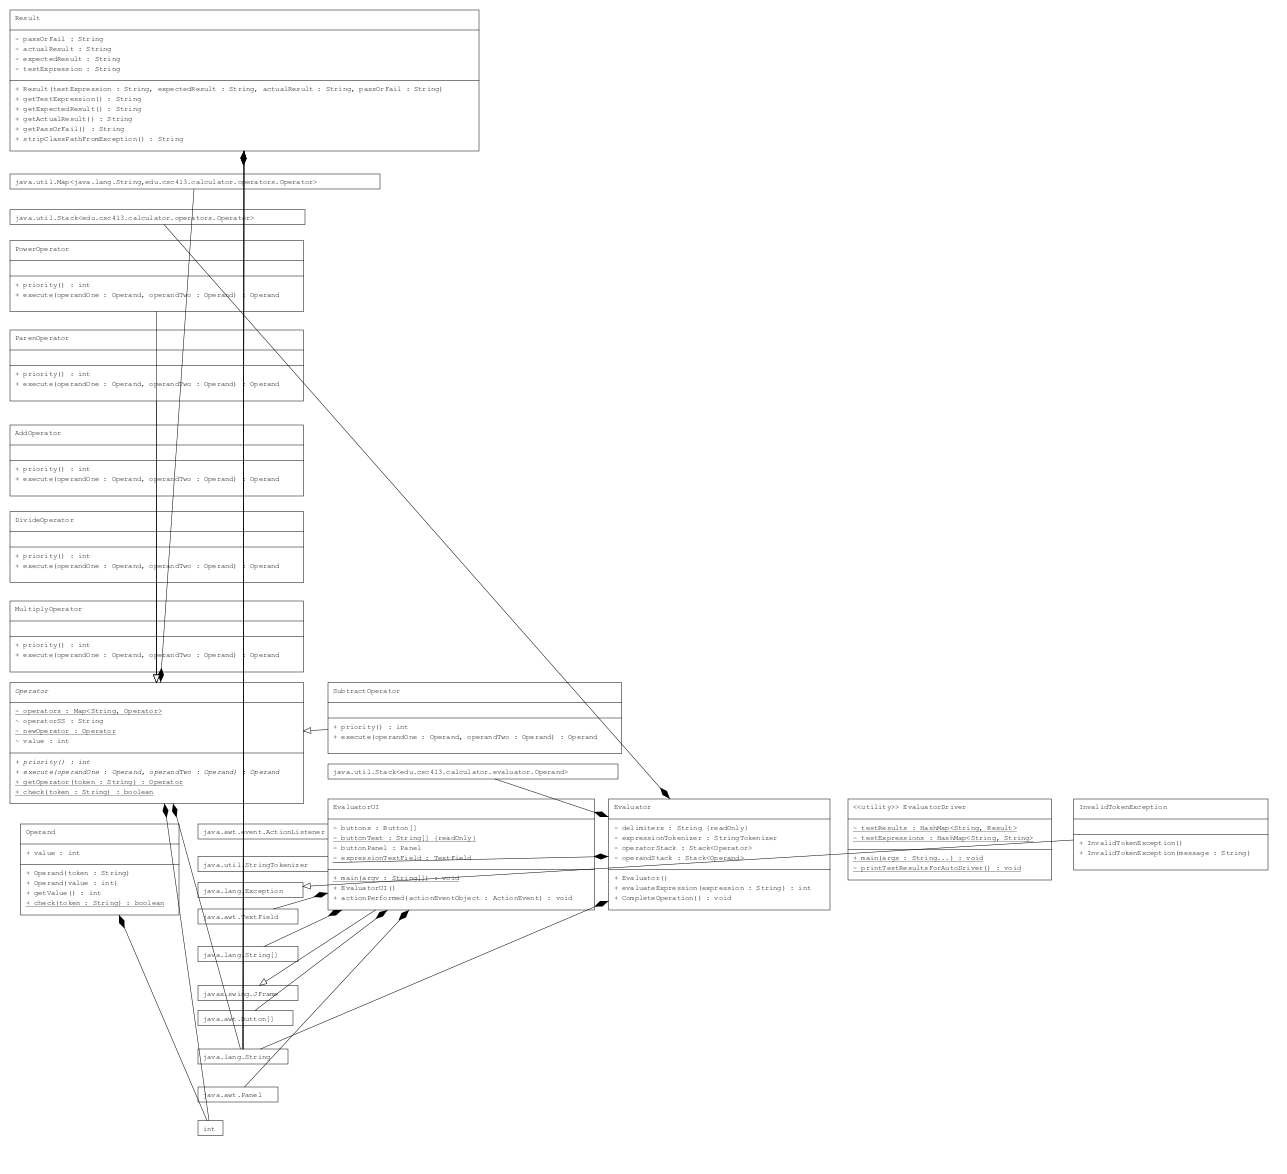 Result
- passOrFail : String
- actualResult : String
- expectedResult : String
- testExpression : String
+ Result(testExpression : String, expectedResult : String, actualResult : String, passOrFail : String)
+ getTestExpression() : String
+ getExpectedResult() : String
+ getActualResult() : String
+ getPassOrFail() : String
+ stripClassPathFromException() : String
java.util.Map<java.lang.String,edu.csc413.calculator.operators.Operator>
java.util.Stack<edu.csc413.calculator.operators.Operator>
PowerOperator
+ priority() : int
+ execute(operandOne : Operand, operandTwo : Operand) : Operand
ParenOperator
+ priority() : int
+ execute(operandOne : Operand, operandTwo : Operand) : Operand
AddOperator
+ priority() : int
+ execute(operandOne : Operand, operandTwo : Operand) : Operand
DivideOperator
+ priority() : int
+ execute(operandOne : Operand, operandTwo : Operand) : Operand
MultiplyOperator
+ priority() : int
+ execute(operandOne : Operand, operandTwo : Operand) : Operand
Operator
- operators : Map<String, Operator>
~ operatorSS : String
~ newOperator : Operator
~ value : int
+ priority() : int
+ execute(operandOne : Operand, operandTwo : Operand) : Operand
+ getOperator(token : String) : Operator
+ check(token : String) : boolean
SubtractOperator
+ priority() : int
+ execute(operandOne : Operand, operandTwo : Operand) : Operand
java.util.Stack<edu.csc413.calculator.evaluator.Operand>
Operand
+ value : int
+ Operand(token : String)
+ Operand(value : int)
+ getValue() : int
+ check(token : String) : boolean
java.awt.event.ActionListener
java.util.StringTokenizer
java.lang.Exception
java.awt.TextField
java.lang.String[]
javax.swing.JFrame
java.awt.Button[]
java.lang.String
java.awt.Panel
int
EvaluatorUI
- buttons : Button[]
- buttonText : String[] {readOnly}
- buttonPanel : Panel
- expressionTextField : TextField
+ main(argv : String[]) : void
+ EvaluatorUI()
+ actionPerformed(actionEventObject : ActionEvent) : void
Evaluator
- delimiters : String {readOnly}
- expressionTokenizer : StringTokenizer
- operatorStack : Stack<Operator>
- operandStack : Stack<Operand>
+ Evaluator()
+ evaluateExpression(expression : String) : int
+ CompleteOperation() : void
<<utility>> EvaluatorDriver
- testResults : HashMap<String, Result>
- testExpressions : HashMap<String, String>
+ main(args : String...) : void
- printTestResultsForAutoDriver() : void
InvalidTokenException
+ InvalidTokenException()
+ InvalidTokenException(message : String)